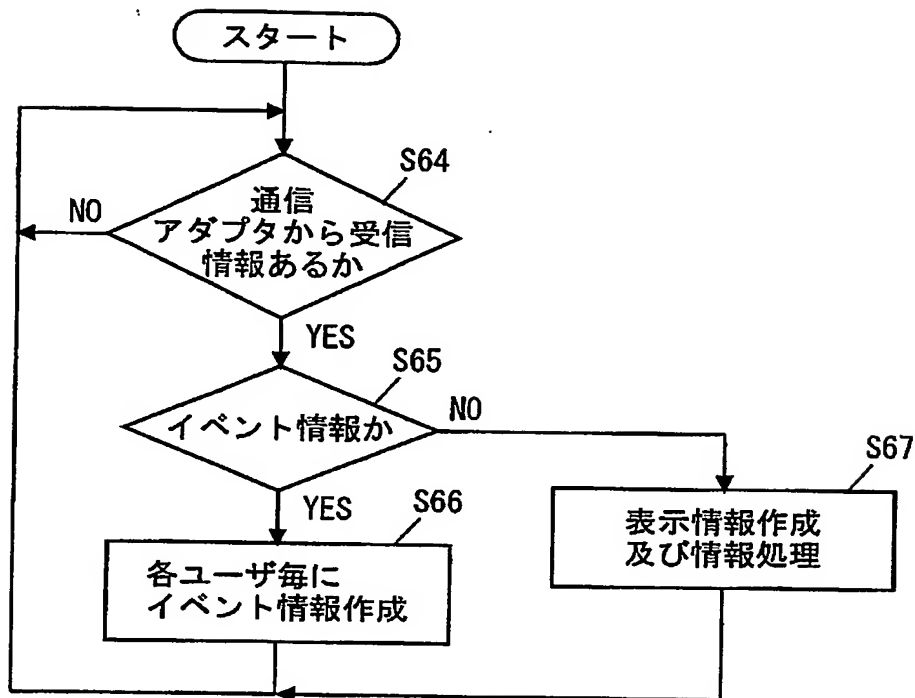 スタート
S64
NO
通信
アダプタから受信
情報あるか
YES
S65
イベント情報か
NO
YES
S66
各ユーザ毎に
イベント情報作成
S67
表示情報作成
及び情報処理